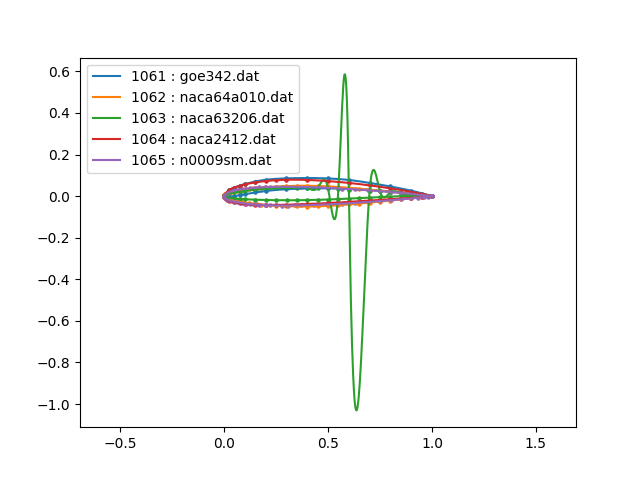 1061 : goe342.dat
1062 : naca64a010.dat
1063 : naca63206.dat
1064 : naca2412.dat
1065 : n0009sm.dat
0.6
0.4
0.2
0.0
−0.2
−0.4
−0.6
−0.8
−1.0
−0.5 0.0 0.5 1.0 1.5